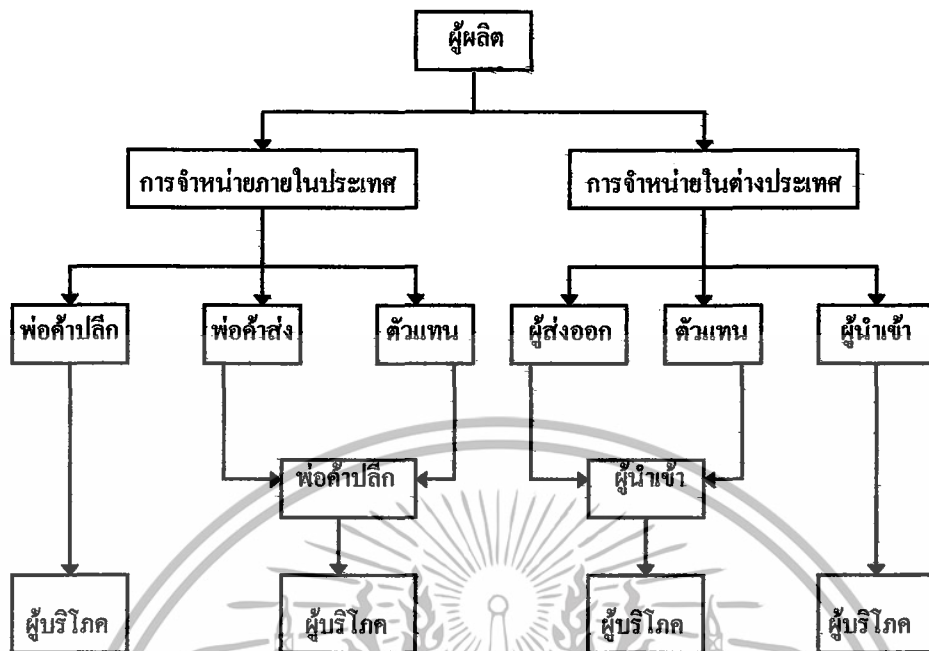 ผู้ผลิต
การจำหน่ายภายในประเทศ การจำหน่ายในต่างประเทศ
พ่อค้าปลีก พ่อค้าส่ง ตัวแทน ผู้ส่งออก ตัวแทน ผู้นำเข้า
พ่อค้าปลีก ผู้นำเข้า
ผู้บริโภค ผู้บริโภค ผู้บริโภค ผู้บริโภค